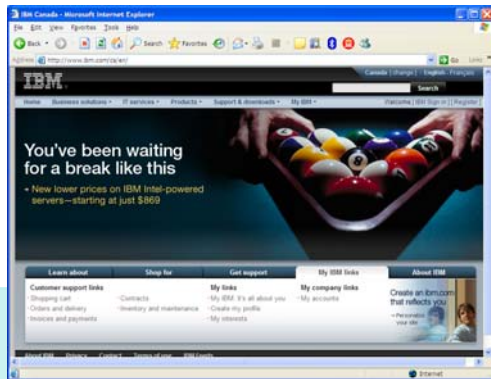 IBM Canada - Microsoft Internet Explorer
File Edit View Favorites Tools Help
Back Search Favorites
Address http://www.ibm.com/ca/en/ Go Links
Canada [change] English Français
IBM
Search
Home Business solutions IT services Products Support & downloads My IBM Welcome [IBM Sign in] [Register]
You've been waiting
for a break like this
New lower prices on IBM Intel-powered
servers—starting at just $869
Learn about Shop for Get support My IBM links About IBM
Customer support links My links My company links
Shopping cart Contracts My IBM: It's all about you My accounts
Orders and delivery Inventory and maintenance Create my profile
Invoices and payments My interests
Create an ibm.com
that reflects you
Personalize
your site
About IBM Privacy Contact Terms of use IBM Feeds
Internet